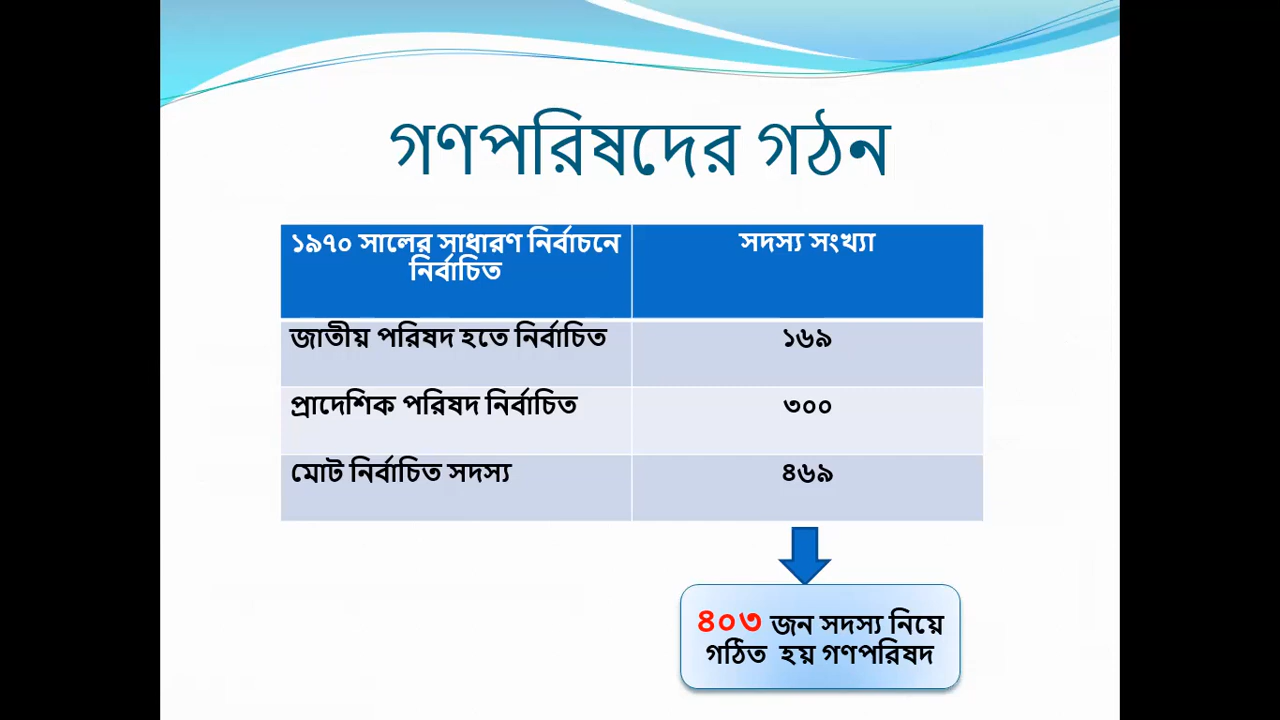 গণপরিষদের গঠন
১৯৭০ সালের সাধারণ নির্বাচনে
নির্বাচিত
সদস্য সংখ্যা
জাতীয় পরিষদ হতে নির্বাচিত
১৬৯
প্রাদেশিক পরিষদ নির্বাচিত
৩০০
মোট নির্বাচিত সদস্য
৪৬৯
৪০৩ জন সদস্য নিয়ে
গঠিত হয় গণপরিষদ